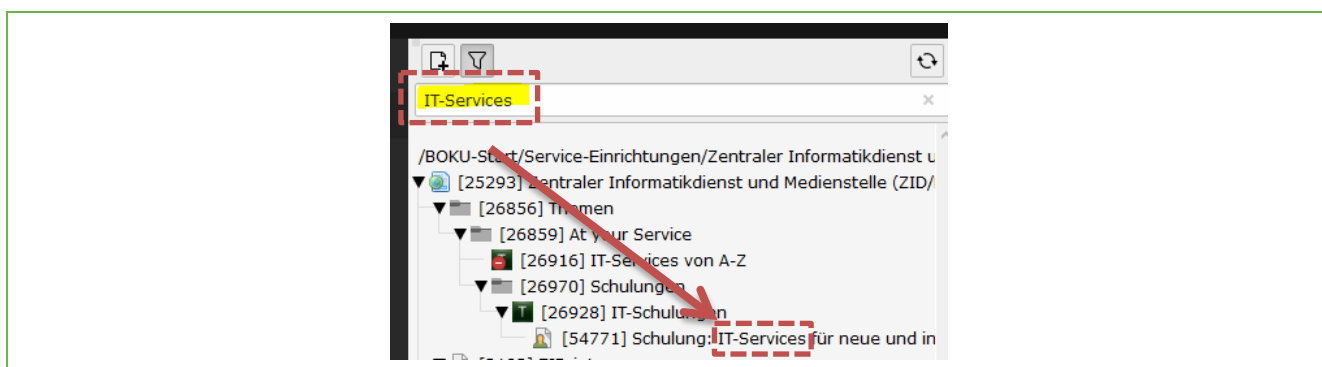 IT-Services
/BOKU-Start/Service-Einrichtungen/Zentraler Informatikdienst u
[25293] Zentraler Informatikdienst und Medienstelle (ZID/
[26856] Themen
[26859] At your Service
[26916] IT-Services von A-Z
[26970] Schulungen
T [26928] IT-Schulungen
[54771] Schulung: IT-Services für neue und in